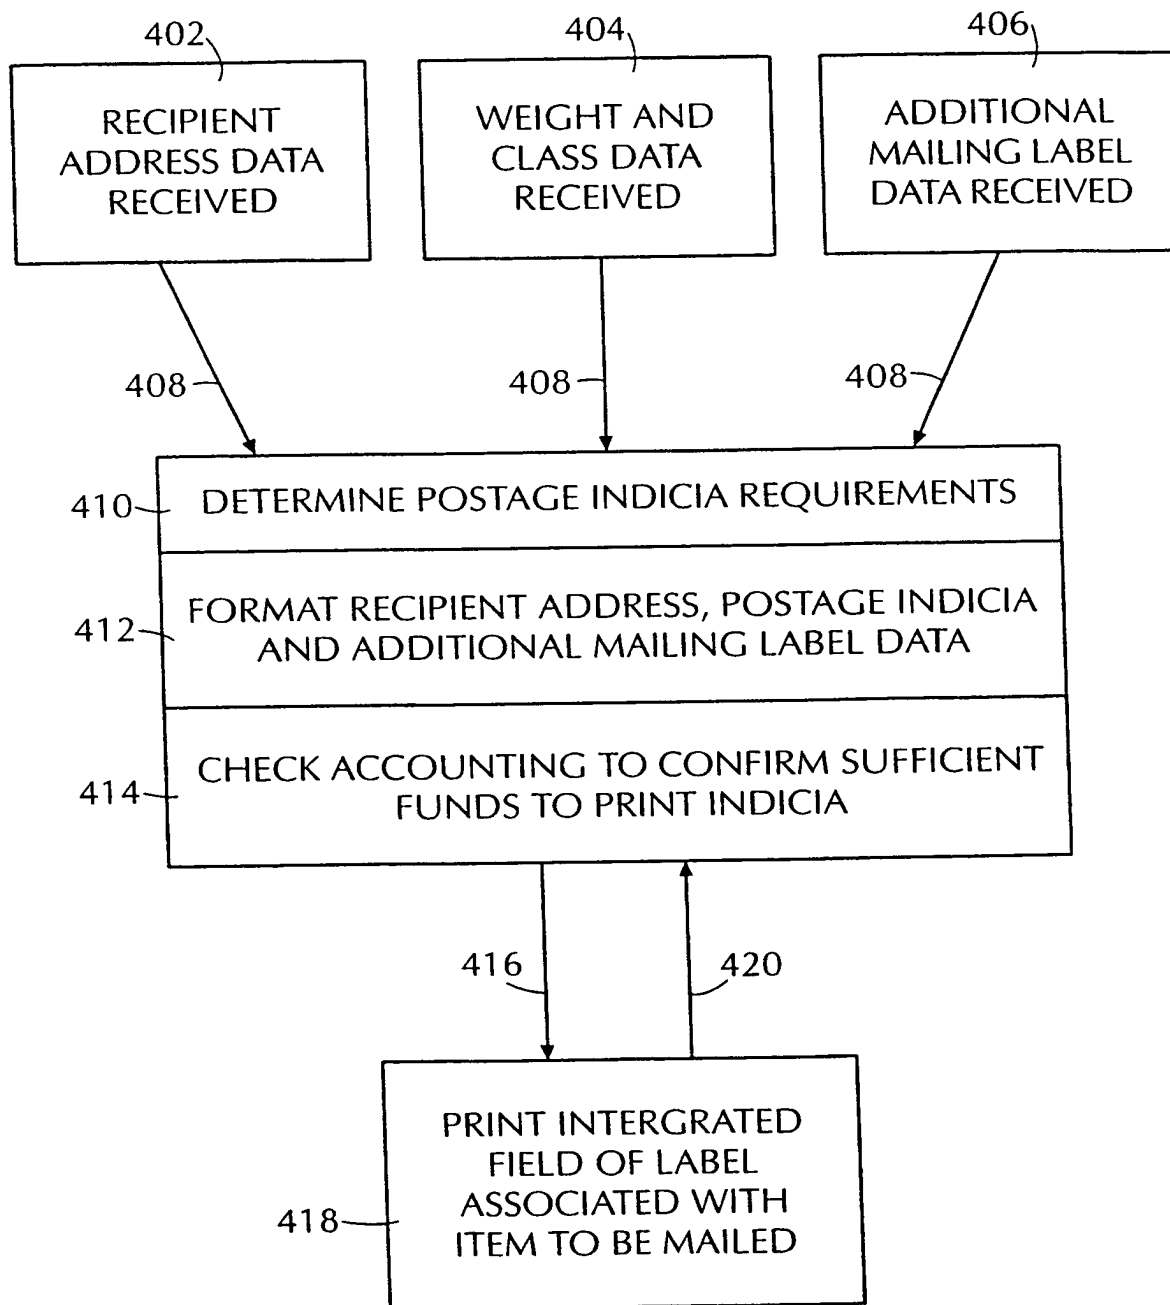 402
404
406
RECIPIENT
ADDRESS DATA
RECEIVED
WEIGHT AND
CLASS DATA
RECEIVED
ADDITIONAL
MAILING LABEL
DATA RECEIVED
408
408
408
410
DETERMINE POSTAGE INDICIA REQUIREMENTS
412
FORMAT RECIPIENT ADDRESS, POSTAGE INDICIA
AND ADDITIONAL MAILING LABEL DATA
414
CHECK ACCOUNTING TO CONFIRM SUFFICIENT
FUNDS TO PRINT INDICIA
416
420
PRINT INTERGRATED
FIELD OF LABEL
ASSOCIATED WITH
ITEM TO BE MAILED
418